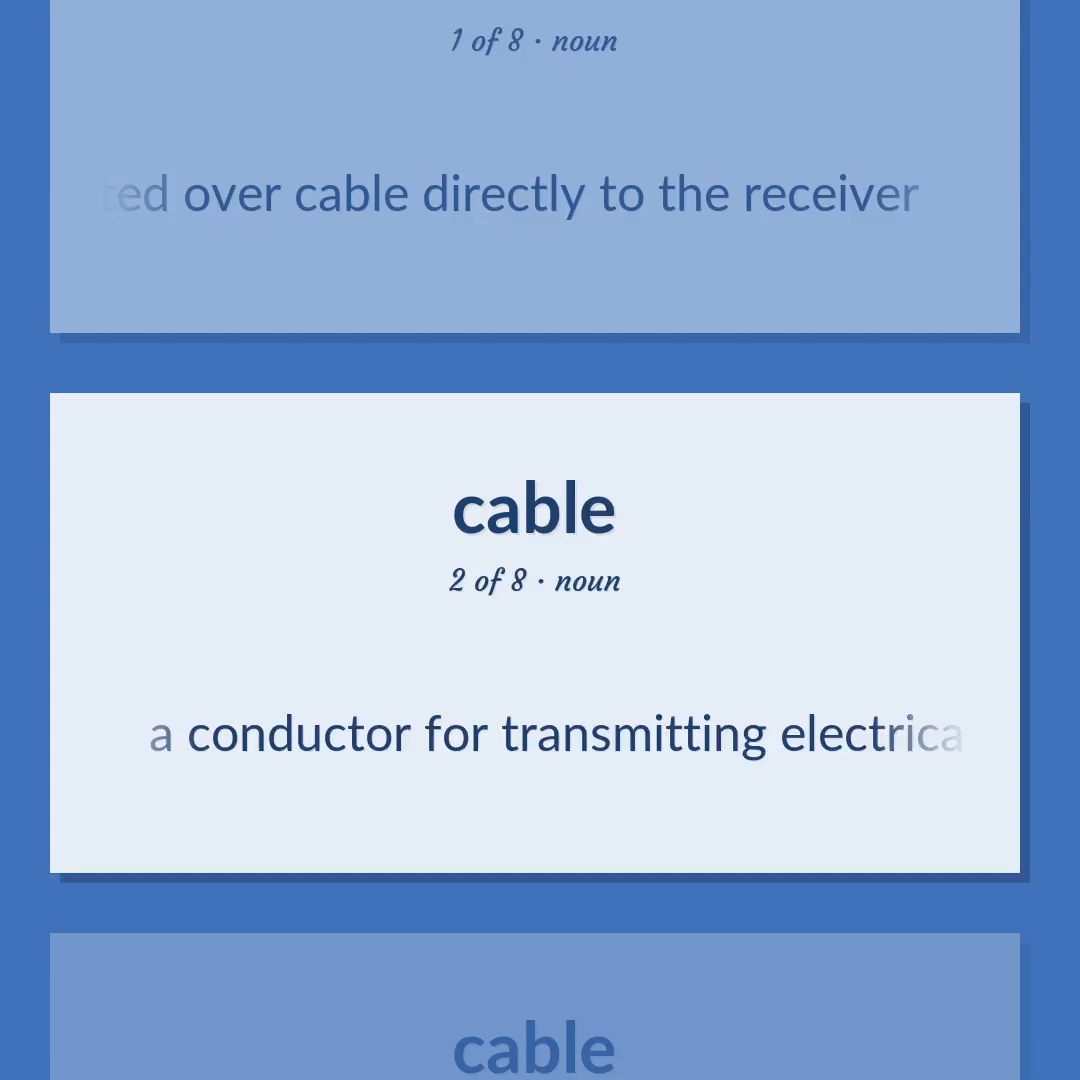 1 of 8 · noun
ted over cable directly to the receiver
cable
2 of 8 · noun
a conductor for transmitting electrica
cable